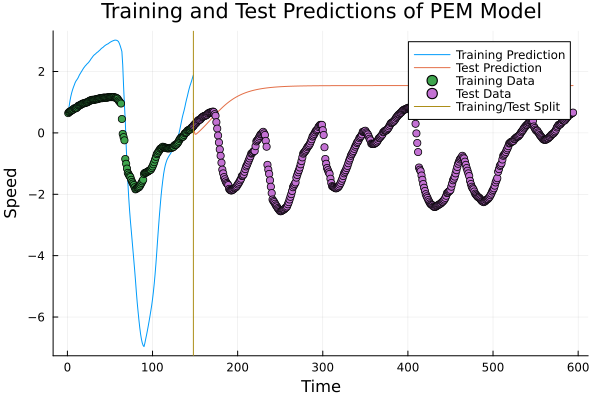 Training and Test Predictions of PEM Model
Training Prediction
Test Prediction
Training Data
Test Data
Training/Test Split
Speed
2
0
−2
−4
−6
0 100 200 300 400 500 600
Time